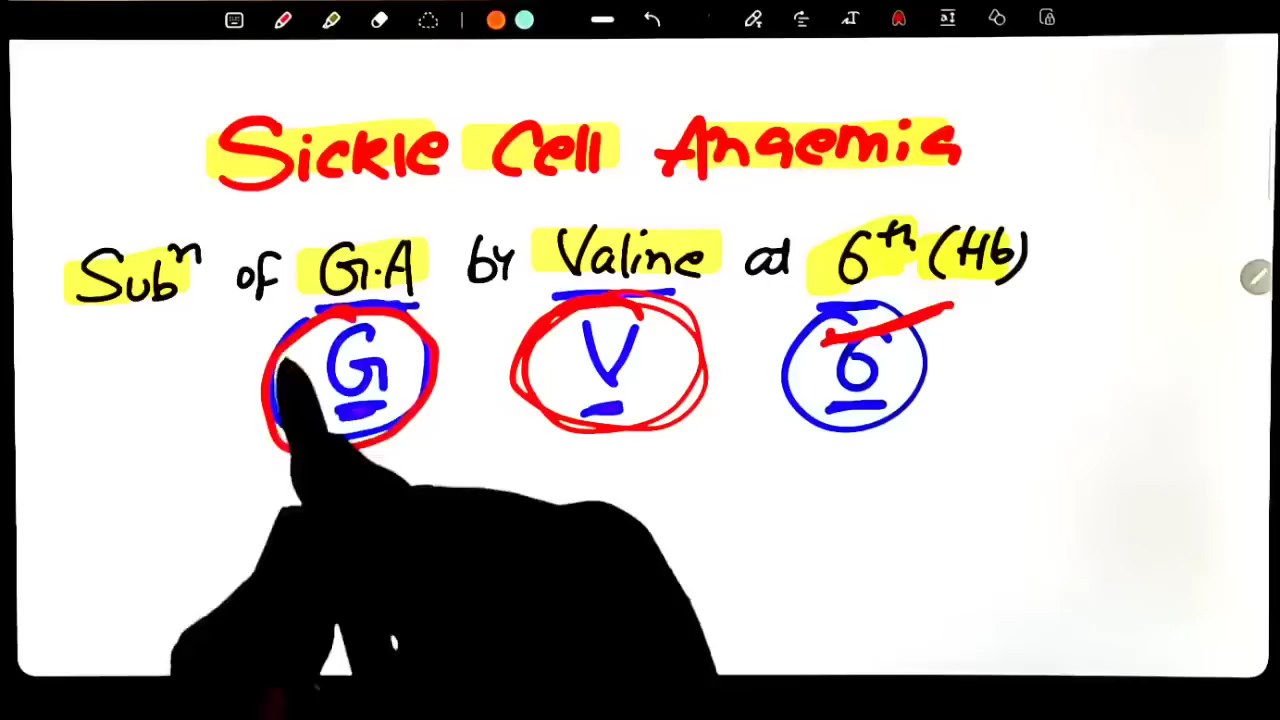 Sickle Cell Anaemia
Subⁿ of G.A by Valine at 6ᵗʰ (Hb)
G V 6